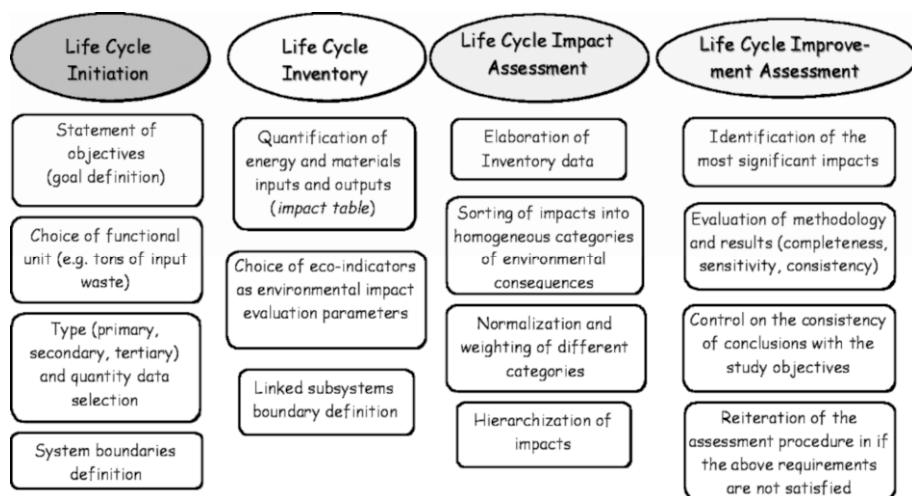 Life Cycle
Initiation
Statement of
objectives
(goal definition)
Choice of functional
unit (e.g. tons of input
waste)
Type (primary,
secondary, tertiary)
and quantity data
selection
System boundaries
definition
Life Cycle
Inventory
Quantification of
energy and materials
inputs and outputs
(impact table)
Choice of eco-indicators
as environmental impact
evaluation parameters
Linked subsystems
boundary definition
Life Cycle Impact
Assessment
Elaboration of
Inventory data
Sorting of impacts into
homogeneous categories
of environmental
consequences
Normalization and
weighting of different
categories
Hierarchization of
impacts
Life Cycle Improve-
ment Assessment
Identification of the
most significant impacts
Evaluation of methodology
and results (completeness,
sensitivity, consistency)
Control on the consistency
of conclusions with the
study objectives
Reiteration of the
assessment procedure in if
the above requirements
are not satisfied